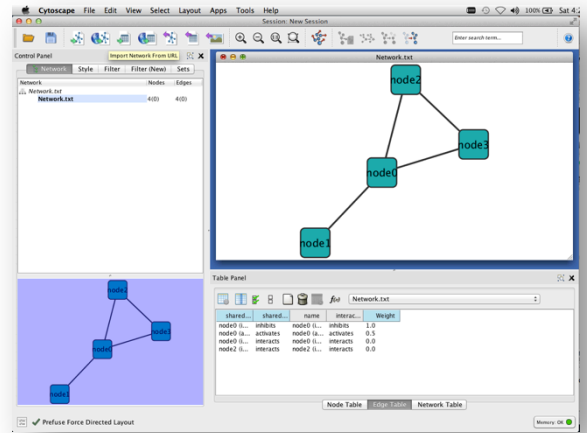 Cytoscape File Edit View Select Layout Apps Tools Help 100% Sat 4:2
Session: New Session
Import Network From URL
Enter search term...
Control Panel
Network Style Filter Filter (New) Sets
Network Nodes Edges
Network.txt
Network.txt 4(0) 4(0)
Network.txt
node2
node3
node0
node1
node2
node3
node0
node1
Table Panel
f(x) Network.txt
shared... shared... name interac... Weight
node0 (i... inhibits node0 (i... inhibits 1.0
node0 (a... activates node0 (a... activates 0.5
node0 (i... interacts node0 (i... interacts 0.0
node2 (i... interacts node2 (i... interacts 0.0
Node Table Edge Table Network Table
Prefuse Force Directed Layout
Memory: OK